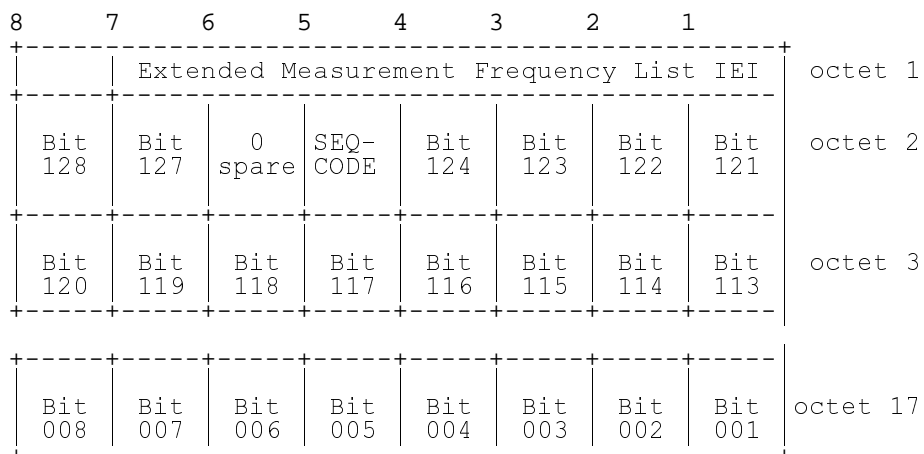 8 7 6 5 4 3 2 1
Extended Measurement Frequency List IEI octet 1
Bit Bit 0 SEQ- Bit Bit Bit Bit octet 2
128 127 spare CODE 124 123 122 121
Bit Bit Bit Bit Bit Bit Bit Bit octet 3
120 119 118 117 116 115 114 113
Bit Bit Bit Bit Bit Bit Bit Bit octet 17
008 007 006 005 004 003 002 001